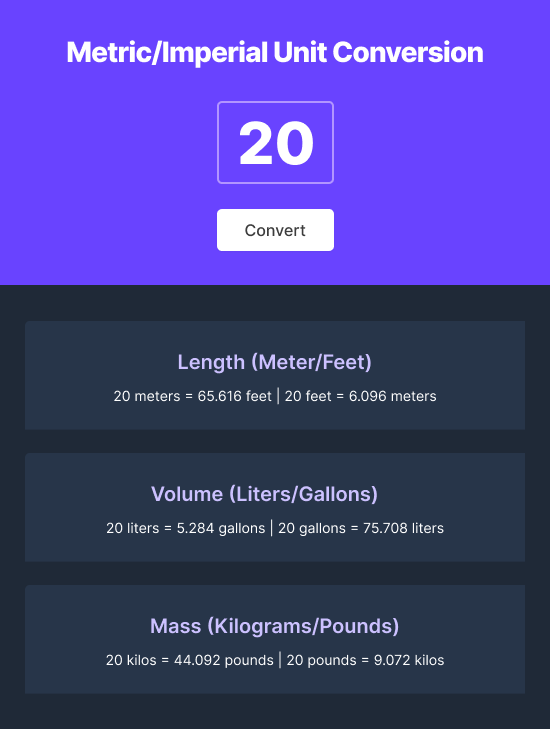 Metric/Imperial Unit Conversion
20
Convert
Length (Meter/Feet)
20 meters = 65.616 feet | 20 feet = 6.096 meters
Volume (Liters/Gallons)
20 liters = 5.284 gallons | 20 gallons = 75.708 liters
Mass (Kilograms/Pounds)
20 kilos = 44.092 pounds | 20 pounds = 9.072 kilos